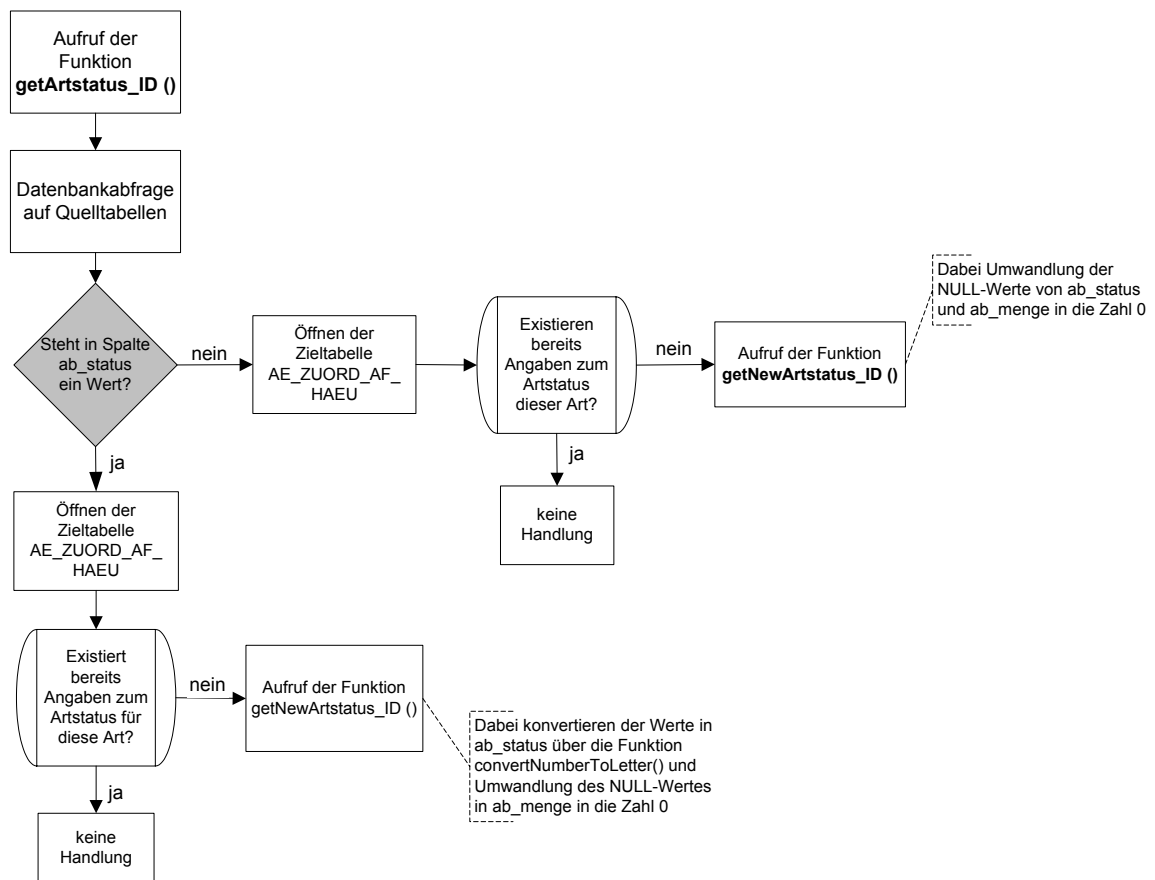 Aufruf der
Funktion
getArtstatus_ID ()
Datenbankabfrage
auf Quelltabellen
Steht in Spalte
ab_status
ein Wert?
nein
Öffnen der
Zieltabelle
AE_ZUORD_AF_
HAEU
Existieren
bereits
Angaben zum
Artstatus
dieser Art?
nein
Aufruf der Funktion
getNewArtstatus_ID ()
Dabei Umwandlung der
NULL-Werte von ab_status
und ab_menge in die Zahl 0
ja
keine
Handlung
ja
Öffnen der
Zieltabelle
AE_ZUORD_AF_
HAEU
Existiert
bereits
Angaben zum
Artstatus für
diese Art?
nein
Aufruf der Funktion
getNewArtstatus_ID ()
Dabei konvertieren der Werte in
ab_status über die Funktion
convertNumberToLetter() und
Umwandlung des NULL-Wertes
in ab_menge in die Zahl 0
ja
keine
Handlung